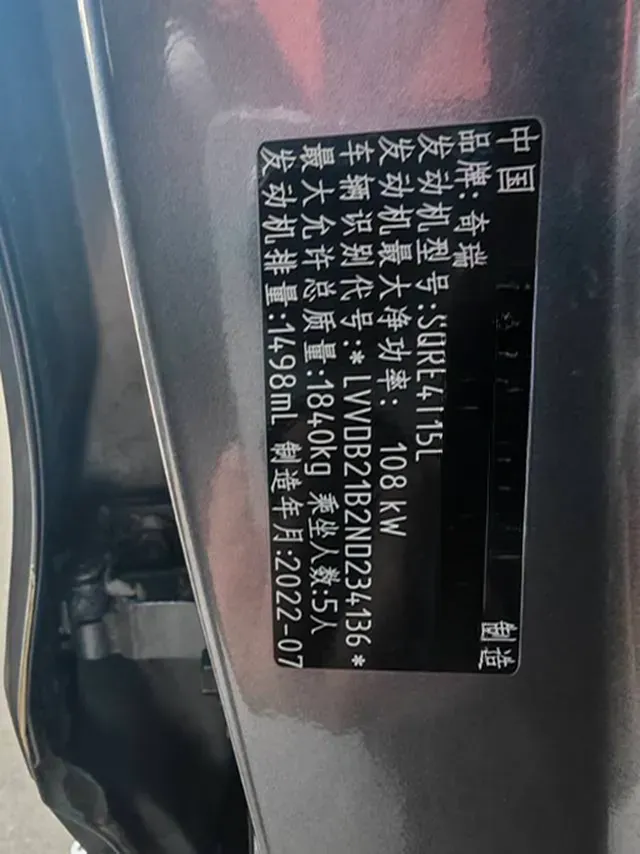 中国 制造
品牌:奇瑞
发动机型号:SQRE4T15L
发动机最大净功率: 108 kW
车辆识别代号:*LVVDB21B2ND234136*
最大允许总质量:1840kg 乘坐人数:5人
发动机排量:1498mL 制造年月:2022-07